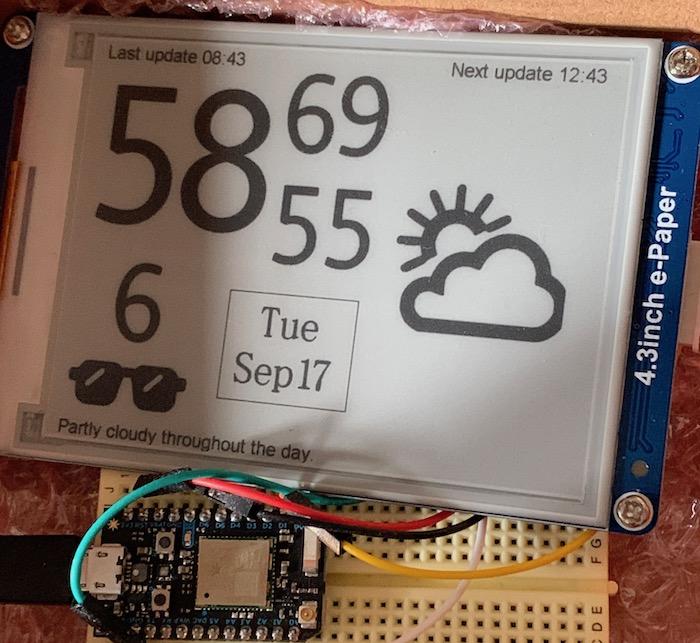 Last update 08:43
Next update 12:43
58
69
55
6
Tue
Sep 17
Partly cloudy throughout the day.
4.3inch e-Paper